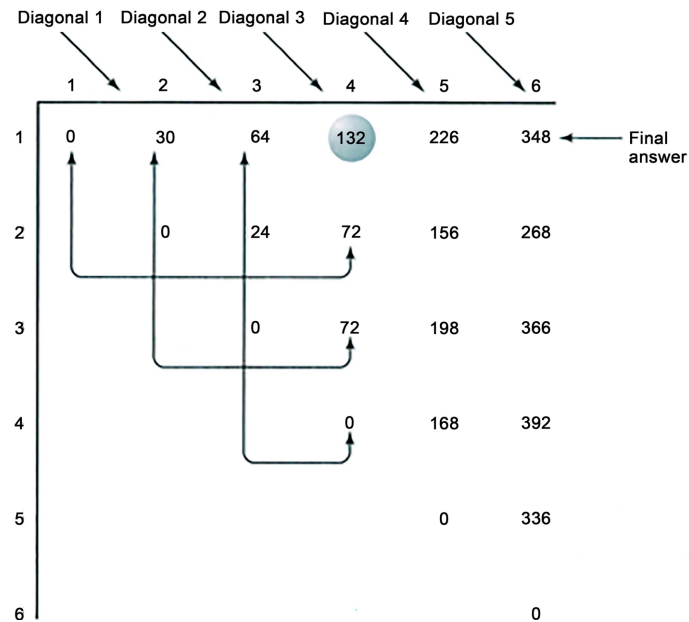 Diagonal 1 Diagonal 2 Diagonal 3 Diagonal 4 Diagonal 5
1 2 3 4 5 6
1 0 30 64 132 226 348 Final
answer
2 0 24 72 156 268
3 0 72 198 366
4 0 168 392
5 0 336
6 0